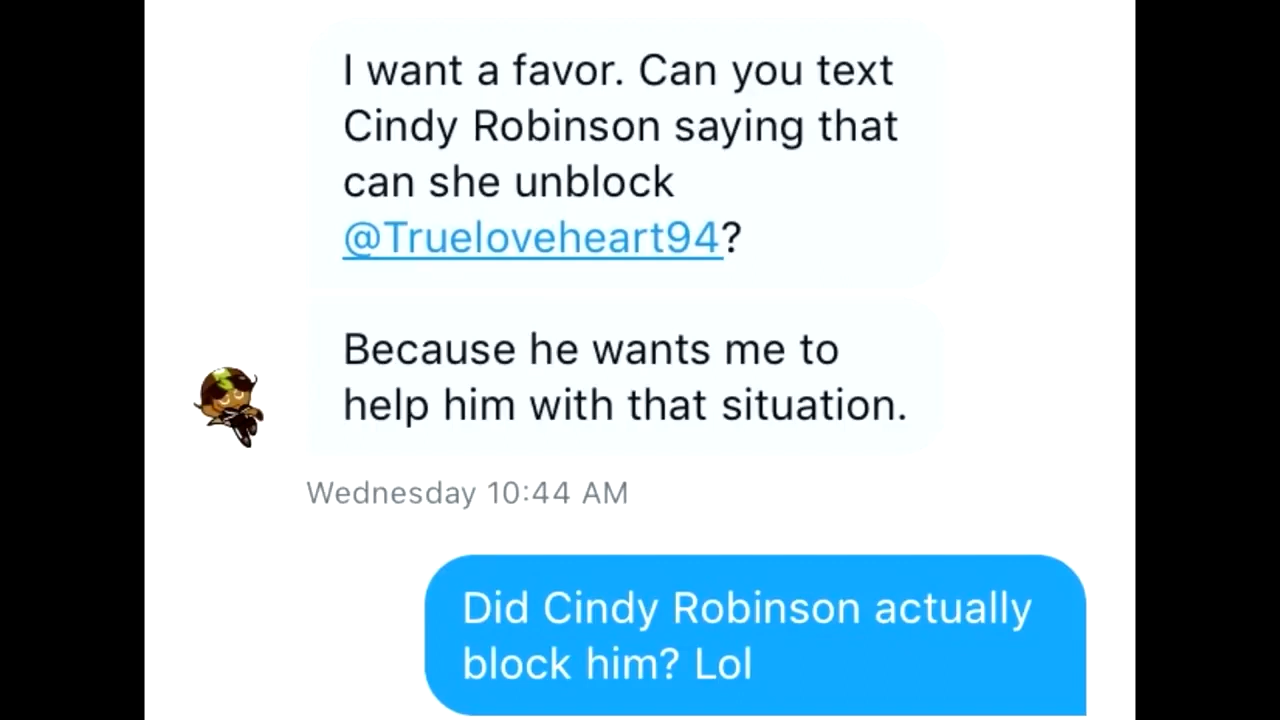 I want a favor. Can you text
Cindy Robinson saying that
can she unblock
@Trueloveheart94?
Because he wants me to
help him with that situation.
Wednesday 10:44 AM
Did Cindy Robinson actually
block him? Lol